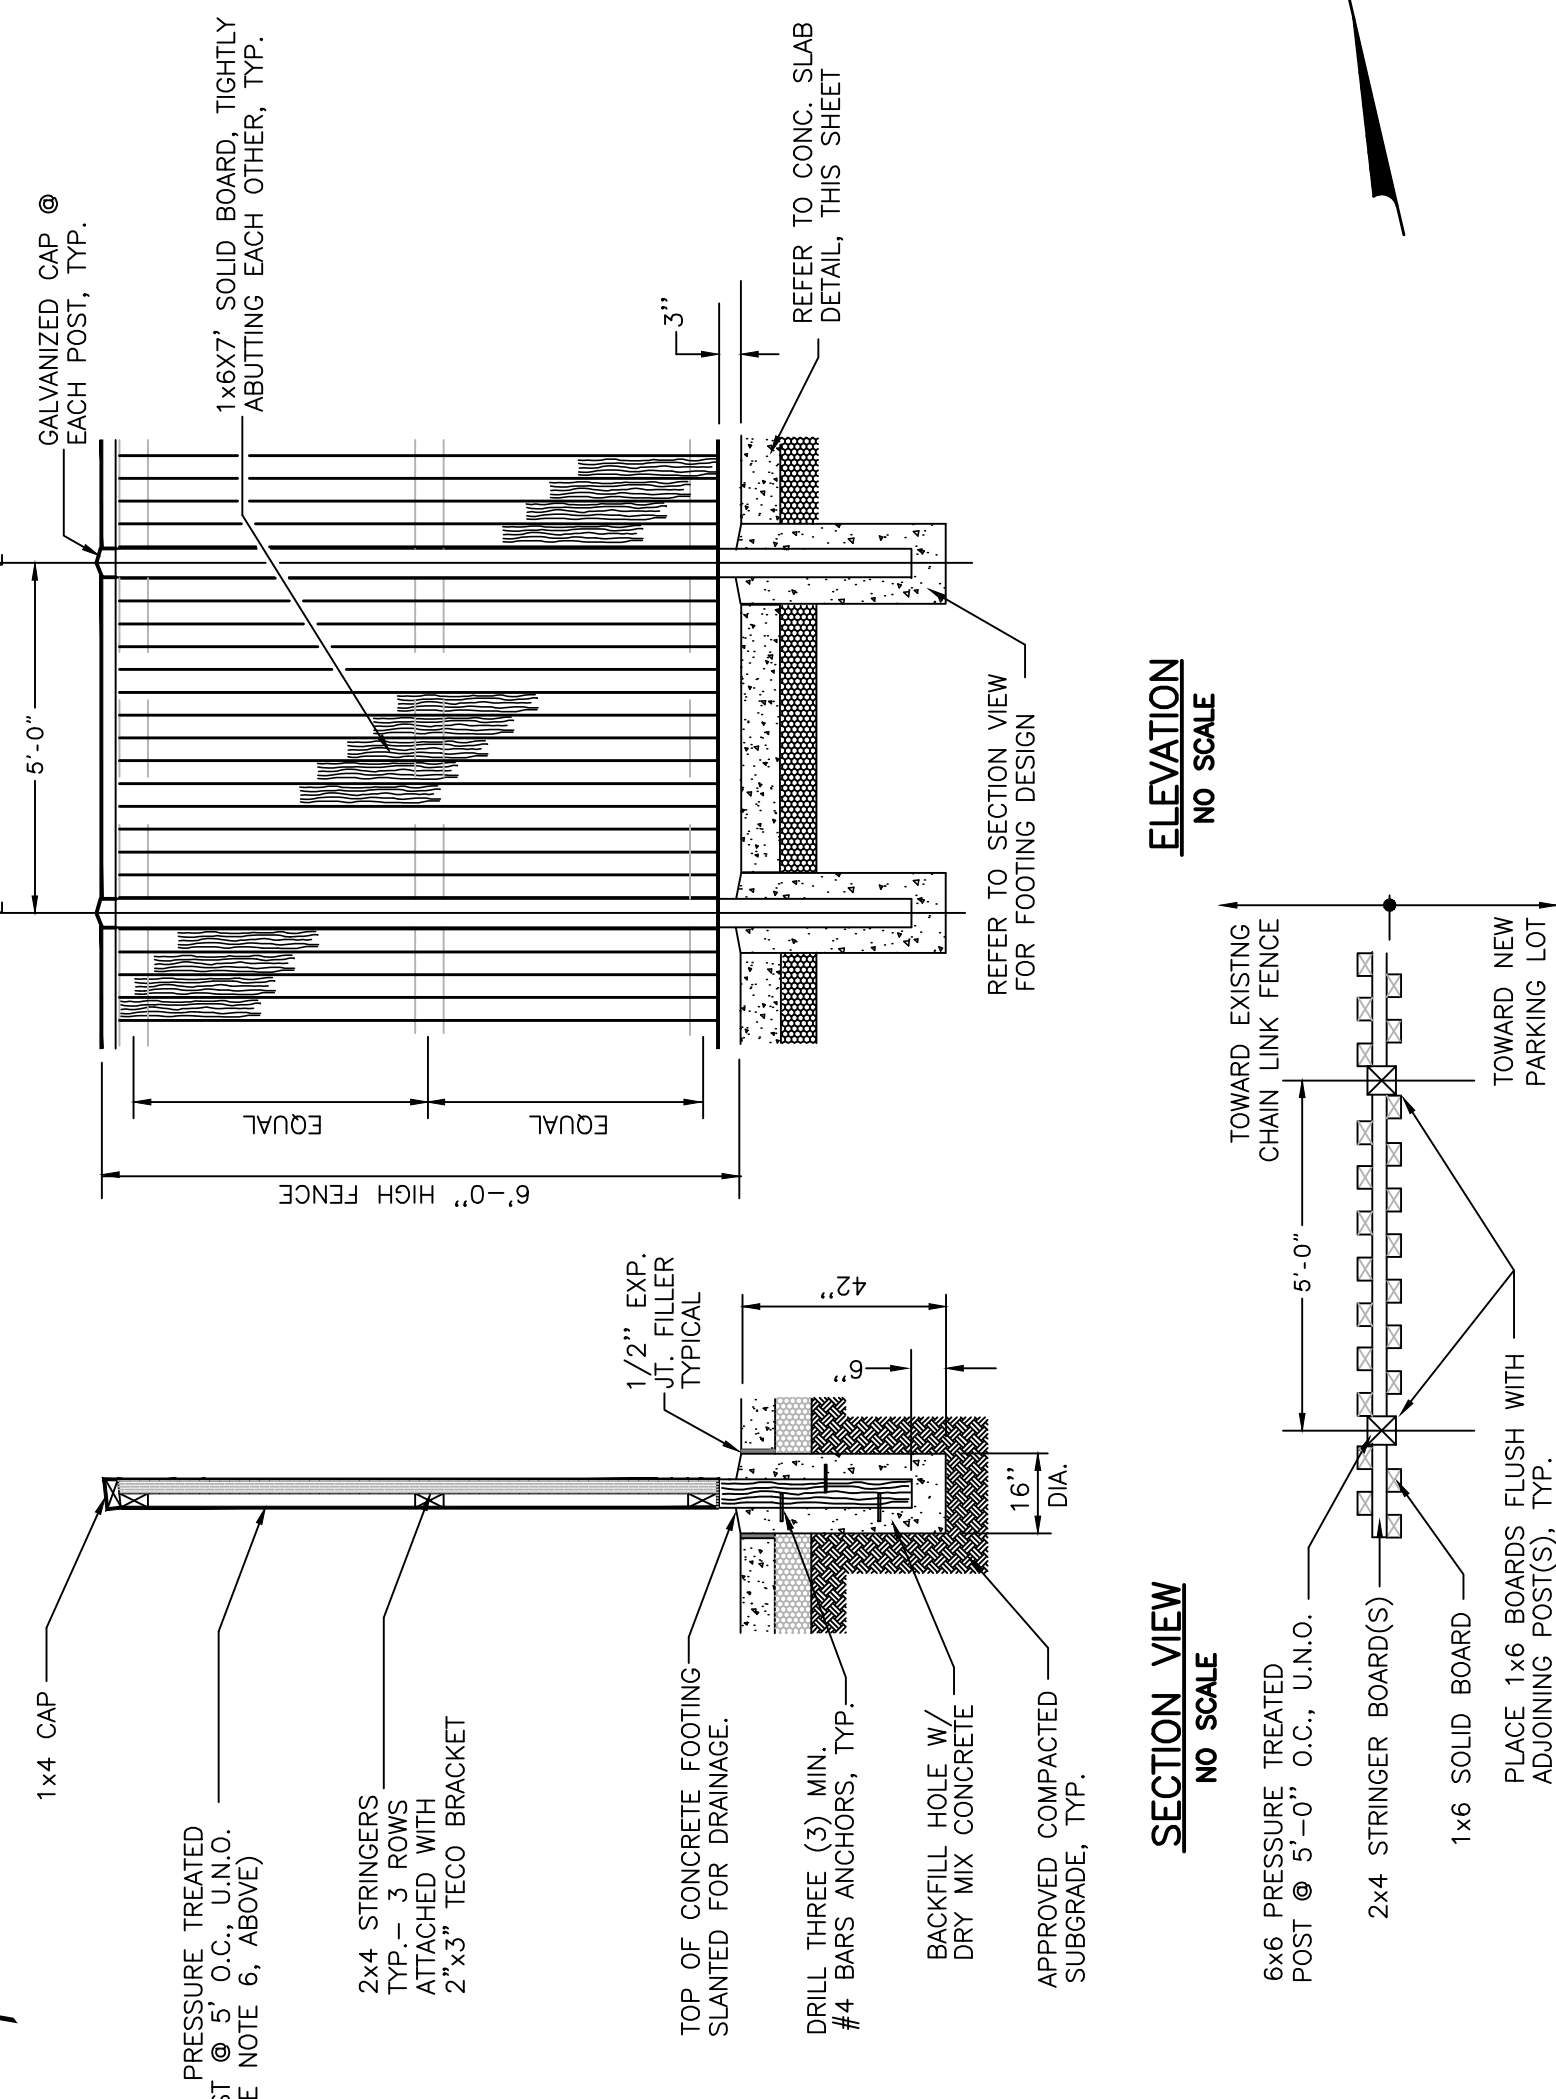 1x4 CAP
PRESSURE TREATED
ST @ 5' O.C., U.N.O.
E NOTE 6, ABOVE)
2x4 STRINGERS
TYP.- 3 ROWS
ATTACHED WITH
2"x3" TECO BRACKET
TOP OF CONCRETE FOOTING
SLANTED FOR DRAINAGE.
DRILL THREE (3) MIN.
#4 BARS ANCHORS, TYP.
BACKFILL HOLE W/
DRY MIX CONCRETE
APPROVED COMPACTED
SUBGRADE, TYP.
1/2" EXP.
JT. FILLER
TYPICAL
42"
6"
16"
DIA.
SECTION VIEW
NO SCALE
GALVANIZED CAP @
EACH POST, TYP.
1x6X7' SOLID BOARD, TIGHTLY
ABUTTING EACH OTHER, TYP.
5'-0"
3"
REFER TO CONC. SLAB
DETAIL, THIS SHEET
EQUAL
EQUAL
6'-0" HIGH FENCE
REFER TO SECTION VIEW
FOR FOOTING DESIGN
ELEVATION
NO SCALE
TOWARD EXISTNG
CHAIN LINK FENCE
TOWARD NEW
PARKING LOT
5'-0"
6x6 PRESSURE TREATED
POST @ 5'-0" O.C., U.N.O.
2x4 STRINGER BOARD(S)
1x6 SOLID BOARD
PLACE 1x6 BOARDS FLUSH WITH
ADJOINING POST(S), TYP.